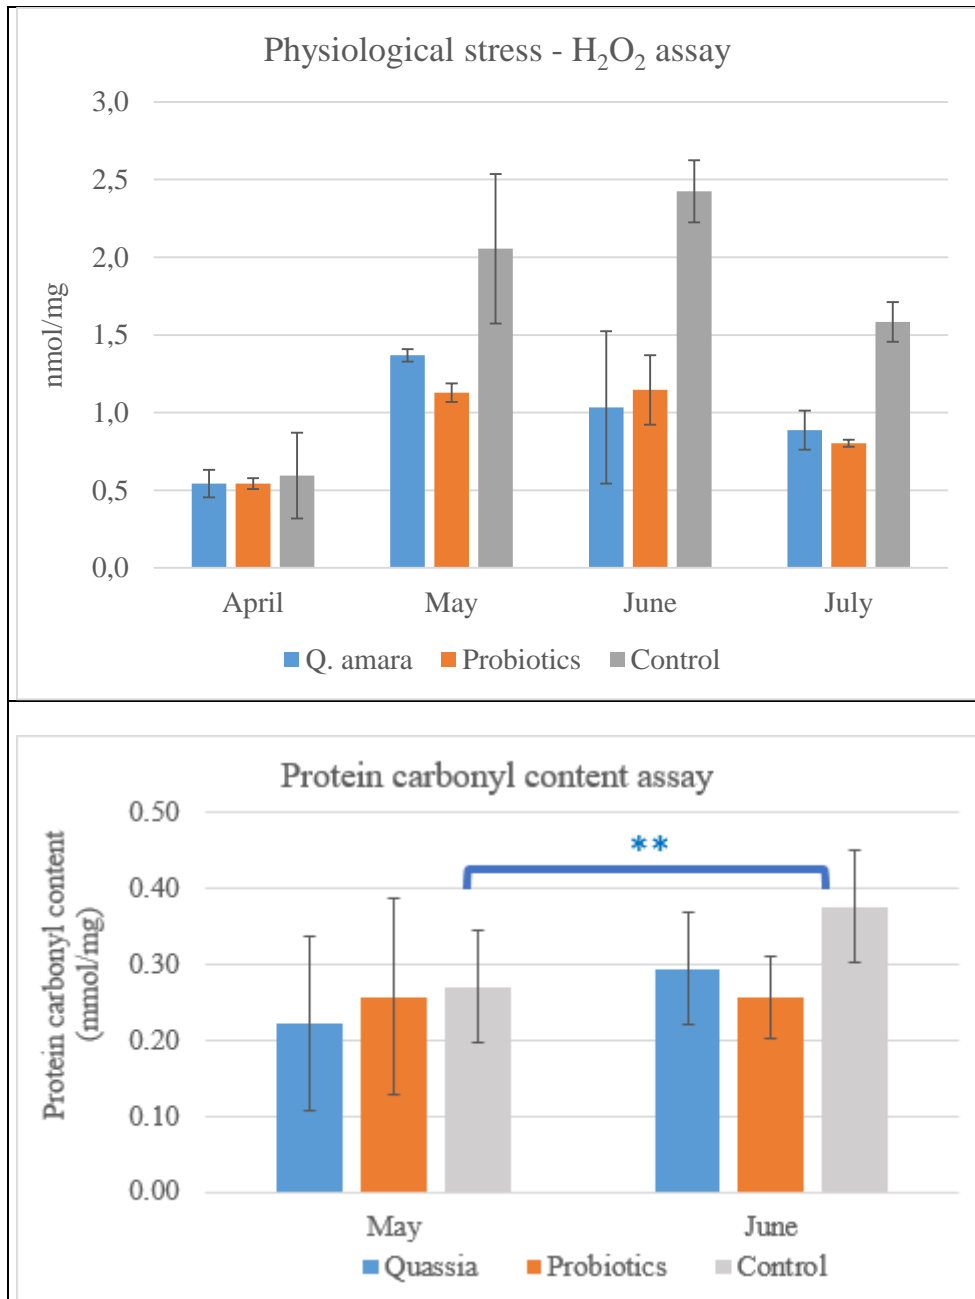 Physiological stress - H₂O₂ assay
nmol/mg
3,0
2,5
2,0
1,5
1,0
0,5
0,0
April May June July
Q. amara Probiotics Control
Protein carbonyl content assay
Protein carbonyl content
(mmol/mg)
0.50
0.40
0.30
0.20
0.10
0.00
**
May June
Quassia Probiotics Control